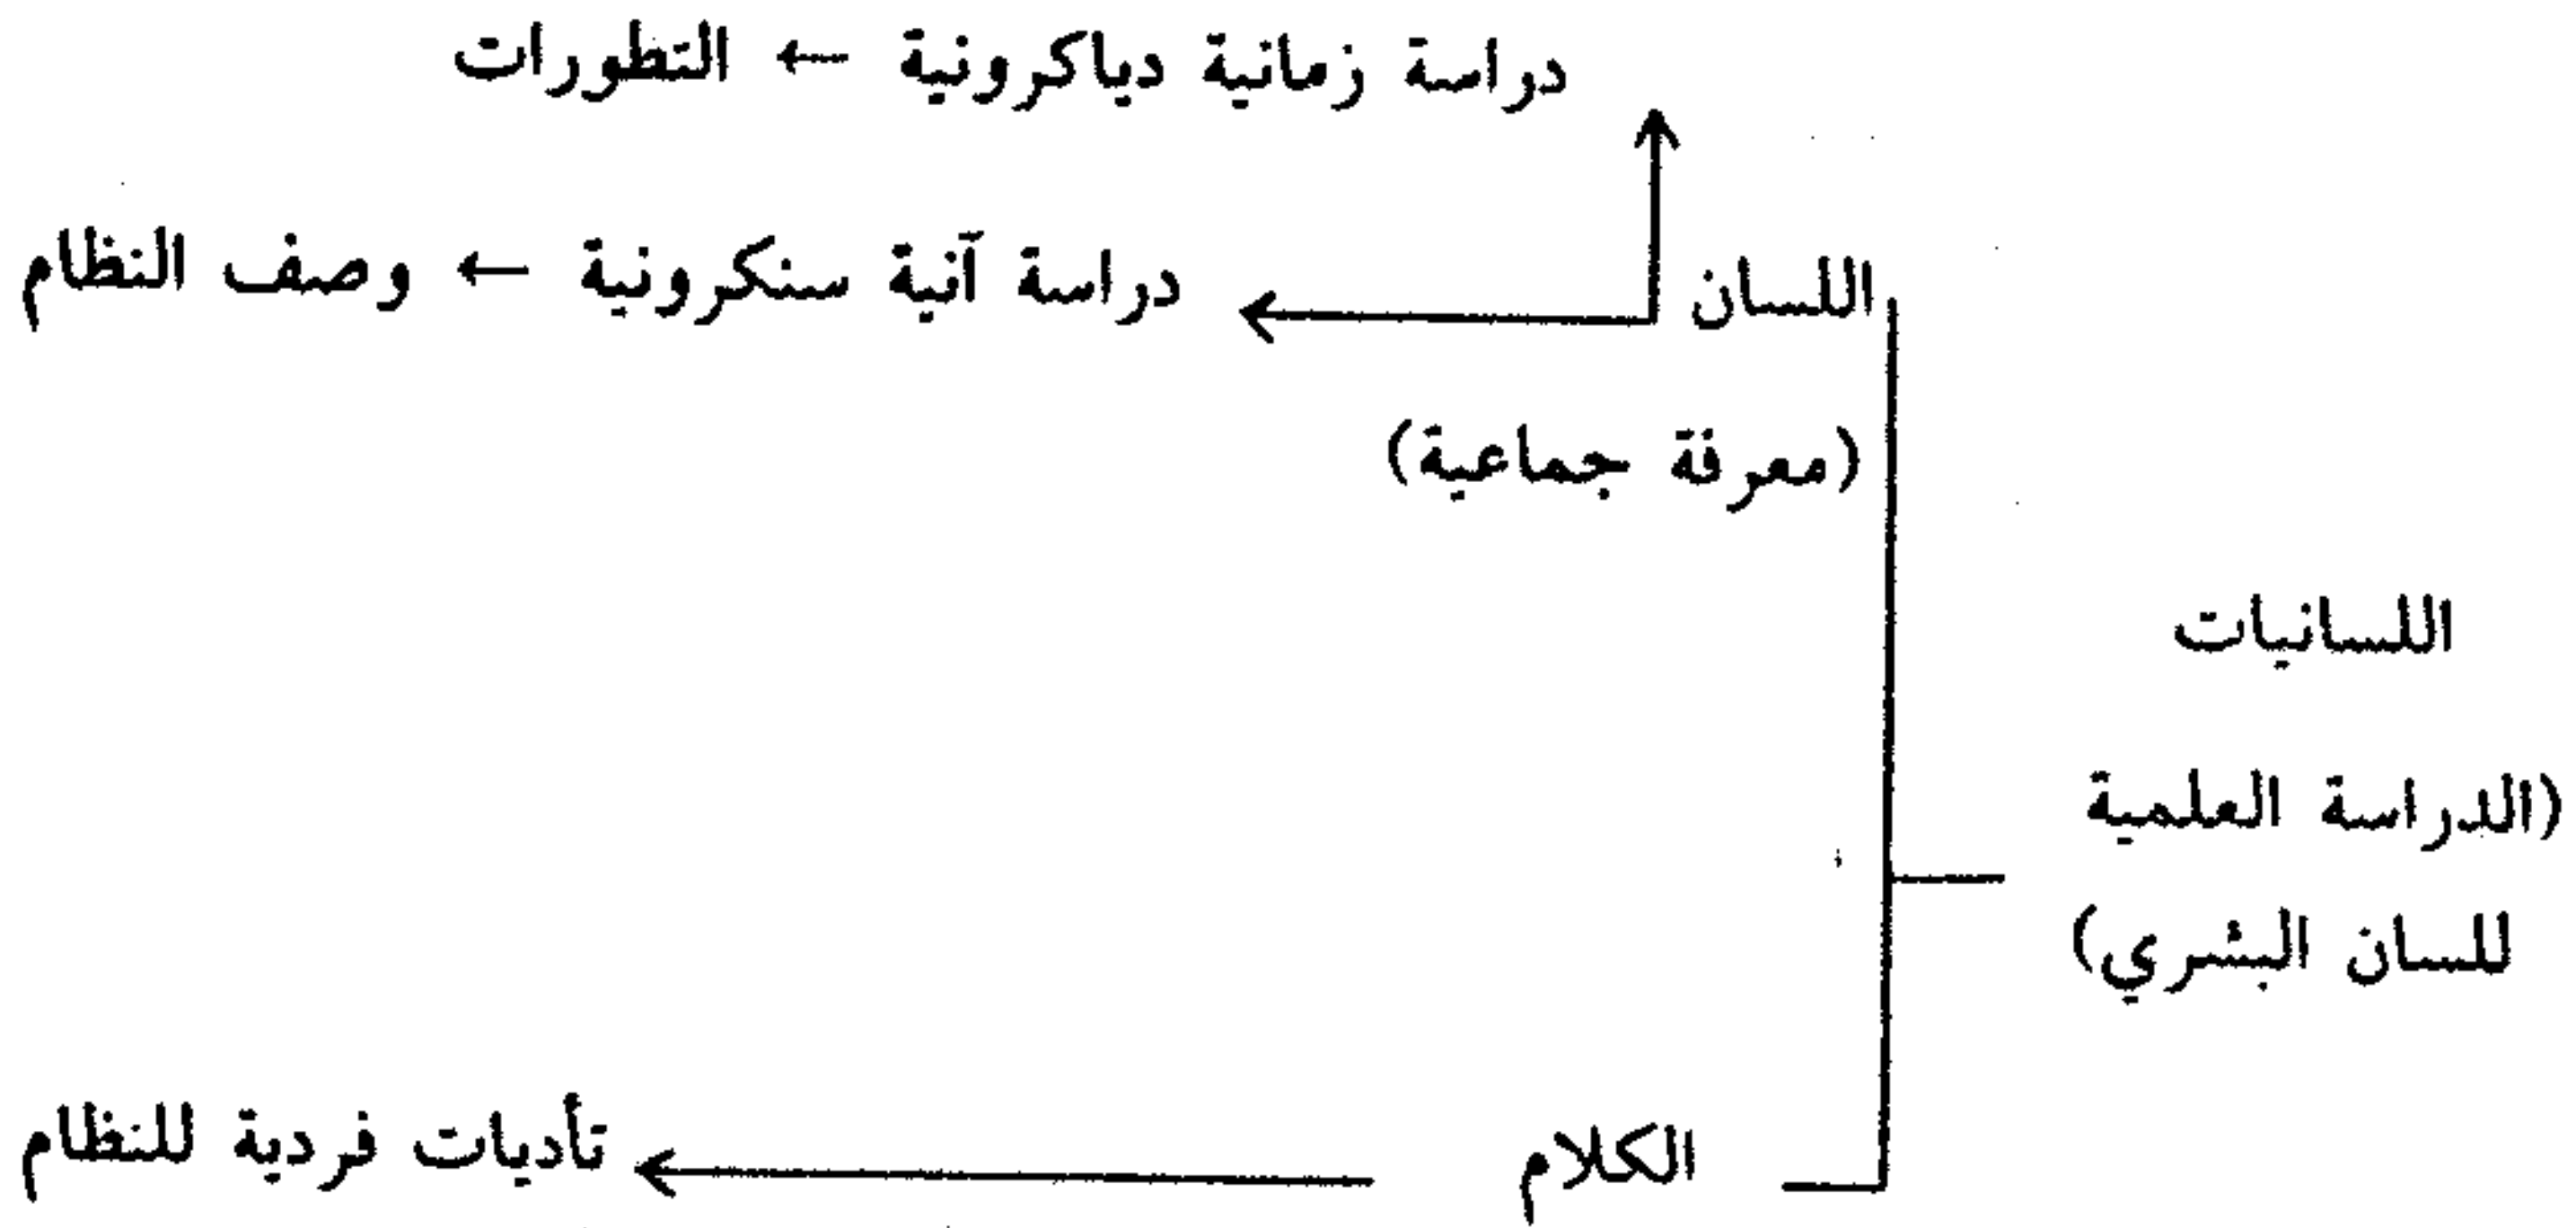 دراسة زمانية دياكرونية ← التطورات
اللسان
دراسة آنية سنكرونية ← وصف النظام
(معرفة جماعية)
اللسانيات
(الدراسة العلمية
للسان البشري)
الكلام
تأديات فردية للنظام